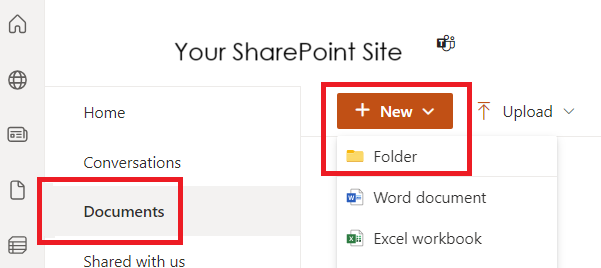 Your SharePoint Site
Home
Conversations
Documents
Shared with us
+ New
Upload
Folder
Word document
Excel workbook